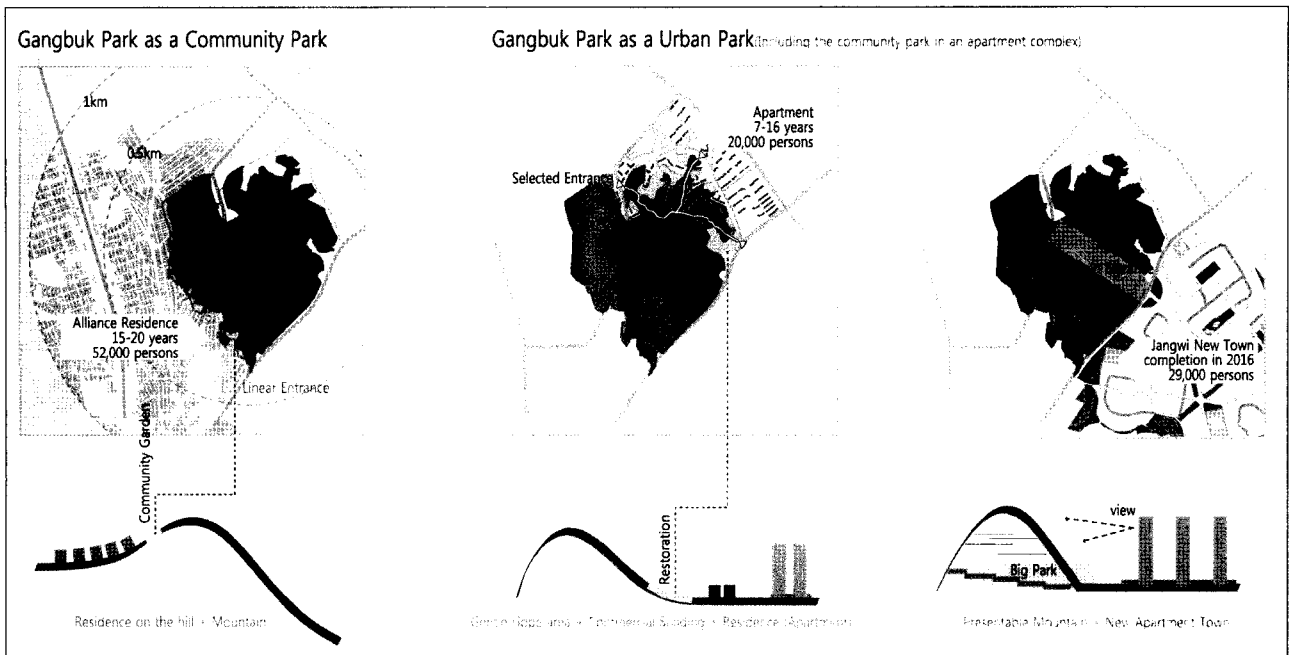 Gangbuk Park as a Community Park
Gangbuk Park as a Urban Park (Including the community park in an apartment complex)
1km
0.5km
Alliance Residence
15-20 years
52,000 persons
Linear Entrance
Community Garden
Residence on the hill + Mountain
Apartment
7-16 years
20,000 persons
Selected Entrance
Restoration
Residence (Apartment)
Jangwi New Town
completion in 2016
29,000 persons
view
Big Park
Presentable Mountain + New Apartment Town